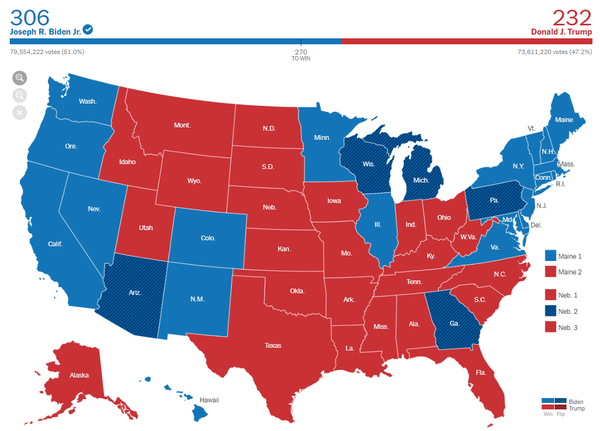 306
232
Joseph R. Biden Jr.
Donald J. Trump
79,554,222 votes (51.0%)
270
TO WIN
73,611,220 votes (47.2%)
Wash.
Ore.
Idaho
Mont.
N.D.
Minn.
Wis.
Mich.
Vt.
Maine
N.H.
Mass.
N.Y.
Conn.
R.I.
S.D.
Wyo.
Nev.
Utah
Colo.
Neb.
Iowa
Ill.
Ind.
Ohio
Pa.
N.J.
Md.
Del.
W.Va.
Va.
Calif.
Kan.
Mo.
Ky.
Ariz.
N.M.
Okla.
Ark.
Tenn.
N.C.
S.C.
Texas
La.
Miss.
Ala.
Ga.
Fla.
Alaska
Hawaii
Maine 1
Maine 2
Neb. 1
Neb. 2
Neb. 3
Biden
Trump
Win Flip